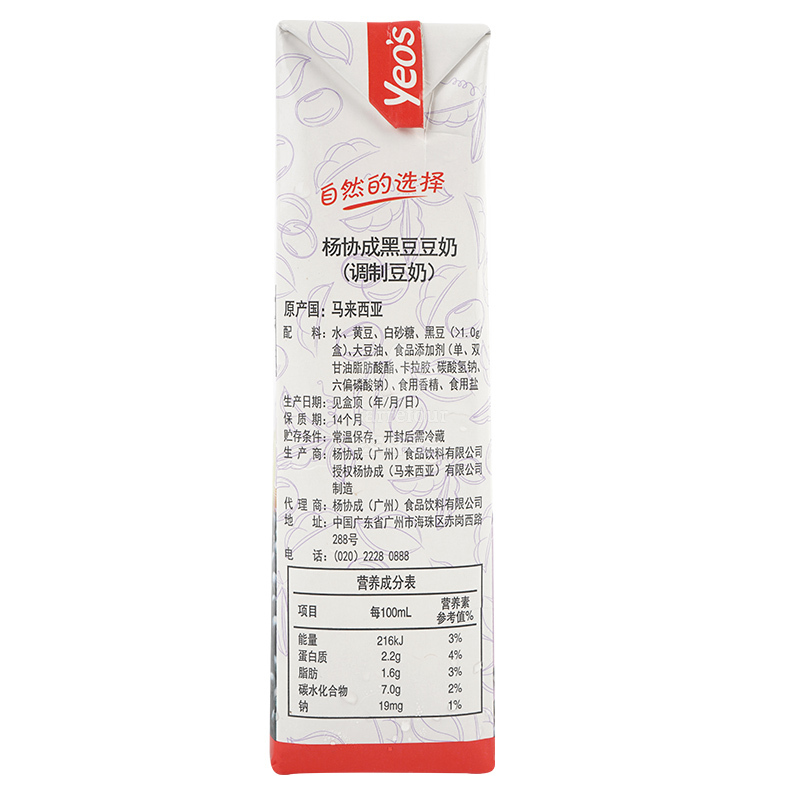 Yeo's
自然的选择
杨协成黑豆豆奶
（调制豆奶）
原产国：马来西亚
配 料：水、黄豆、白砂糖、黑豆（>1.0g/
盒）、大豆油、食品添加剂（单、双
甘油脂肪酸酯、卡拉胶、碳酸氢钠、
六偏磷酸钠）、食用香精、食用盐
生产日期：见盒顶（年/月/日）
保 质 期：14个月
贮存条件：常温保存，开封后需冷藏
生 产 商：杨协成（广州）食品饮料有限公司
授权杨协成（马来西亚）有限公司
制造
代 理 商：杨协成（广州）食品饮料有限公司
地 址：中国广东省广州市海珠区赤岗西路
288号
电 话：(020) 2228 0888
营养成分表
项目 每100mL 营养素参考值%
能量 216kJ 3%
蛋白质 2.2g 4%
脂肪 1.6g 3%
碳水化合物 7.0g 2%
钠 19mg 1%